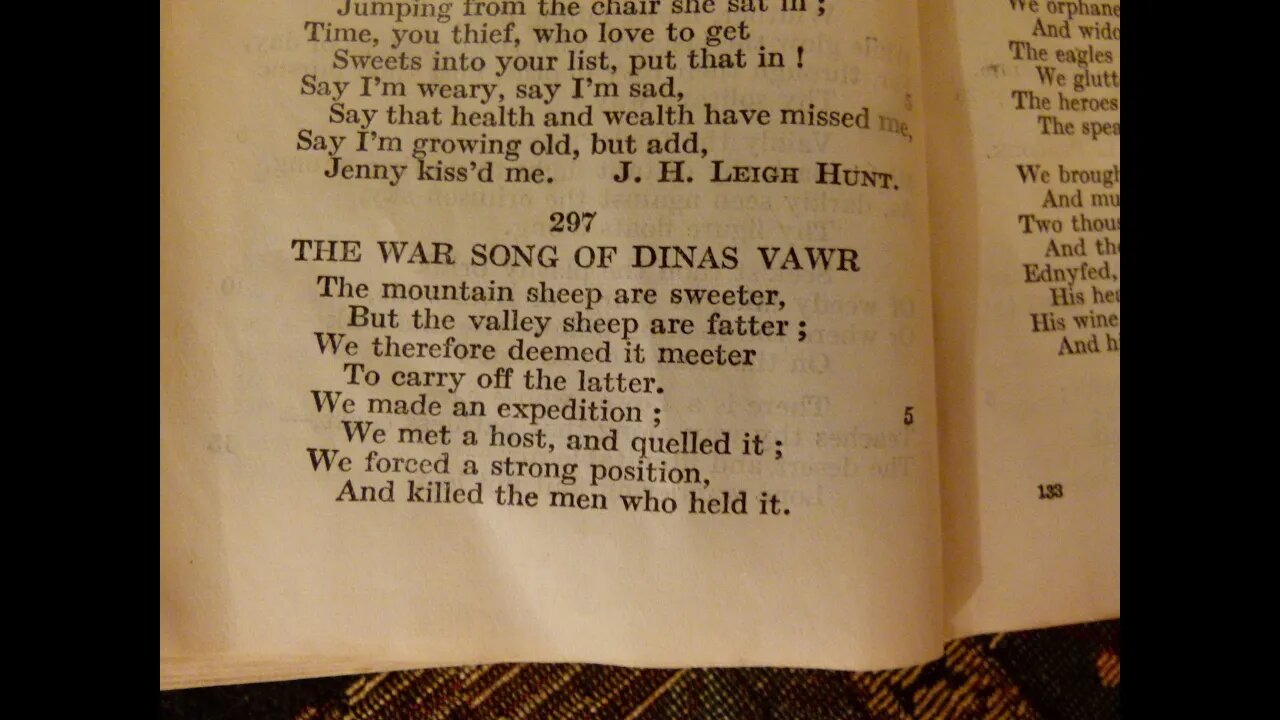 Jumping from the chair she sat in ;
Time, you thief, who love to get
Sweets into your list, put that in !
Say I'm weary, say I'm sad,
Say that health and wealth have missed me,
Say I'm growing old, but add,
Jenny kiss'd me. J. H. LEIGH HUNT.
297
THE WAR SONG OF DINAS VAWR
The mountain sheep are sweeter,
But the valley sheep are fatter ;
We therefore deemed it meeter
To carry off the latter.
We made an expedition ; 5
We met a host, and quelled it ;
We forced a strong position,
And killed the men who held it.
We orphane
And wido
The eagles
We glutt
The heroes
The spea
We brough
And mu
Two thous
And the
Ednyfed,
His hea
His wine
And h
133